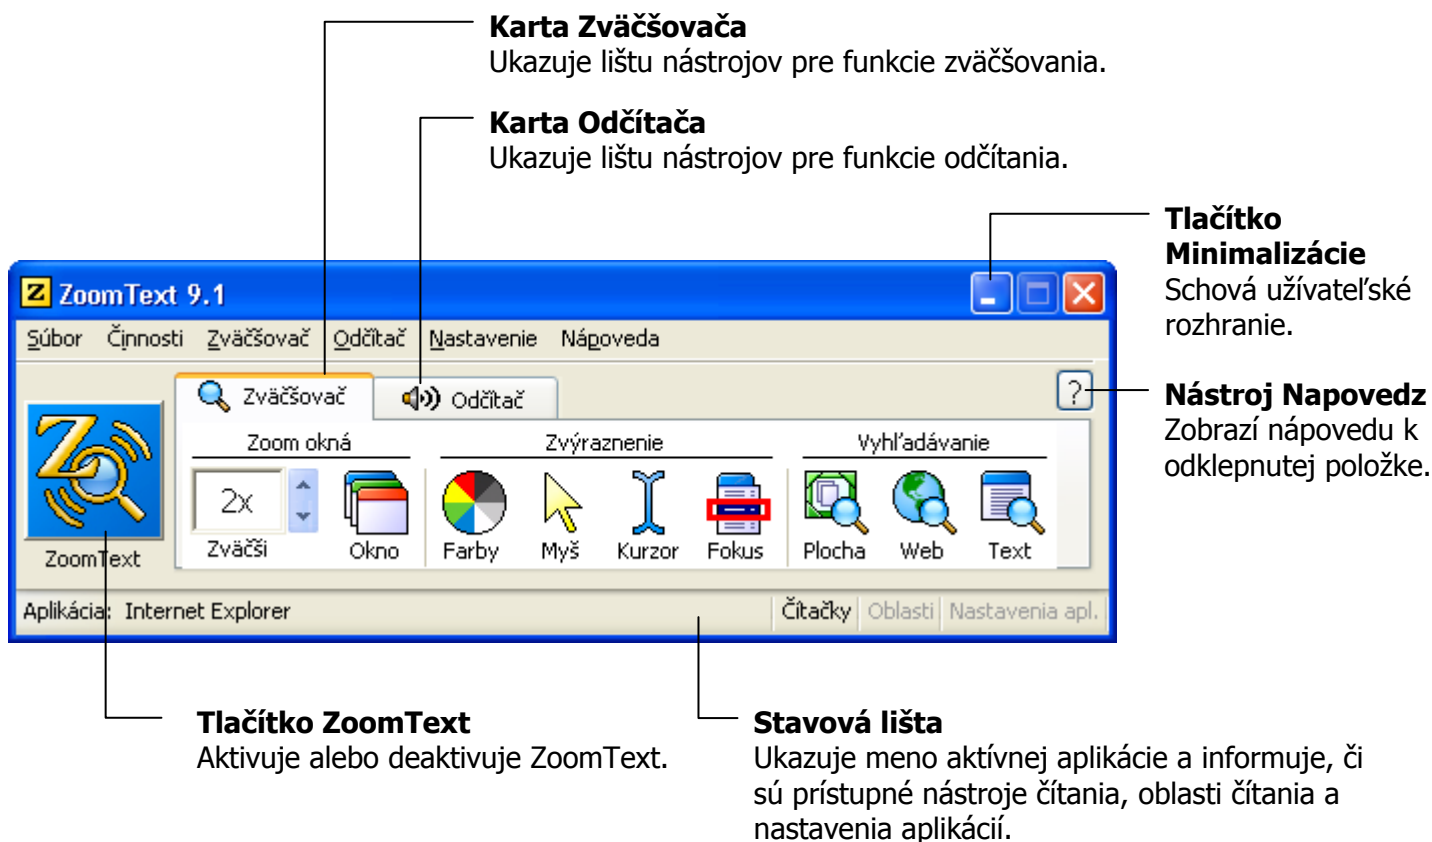 Karta Zväčšovača
Ukazuje lištu nástrojov pre funkcie zväčšovania.
Karta Odčítača
Ukazuje lištu nástrojov pre funkcie odčítania.
Tlačítko
Minimalizácie
Schová užívateľské
rozhranie.
ZoomText 9.1
Súbor Činnosti Zväčšovač Odčítač Nastavenie Nápoveda
Zväčšovač Odčítač ?
Nástroj Napovedz
Zobrazí nápovedu k
odklepnutej položke.
Zoom okná Zvýraznenie Vyhľadávanie
2x
Zväčši Okno Farby Myš Kurzor Fokus Plocha Web Text
ZoomText
Aplikácia: Internet Explorer Čítačky Oblasti Nastavenia apl.
Tlačítko ZoomText
Aktivuje alebo deaktivuje ZoomText.
Stavová lišta
Ukazuje meno aktívnej aplikácie a informuje, či
sú prístupné nástroje čítania, oblasti čítania a
nastavenia aplikácií.